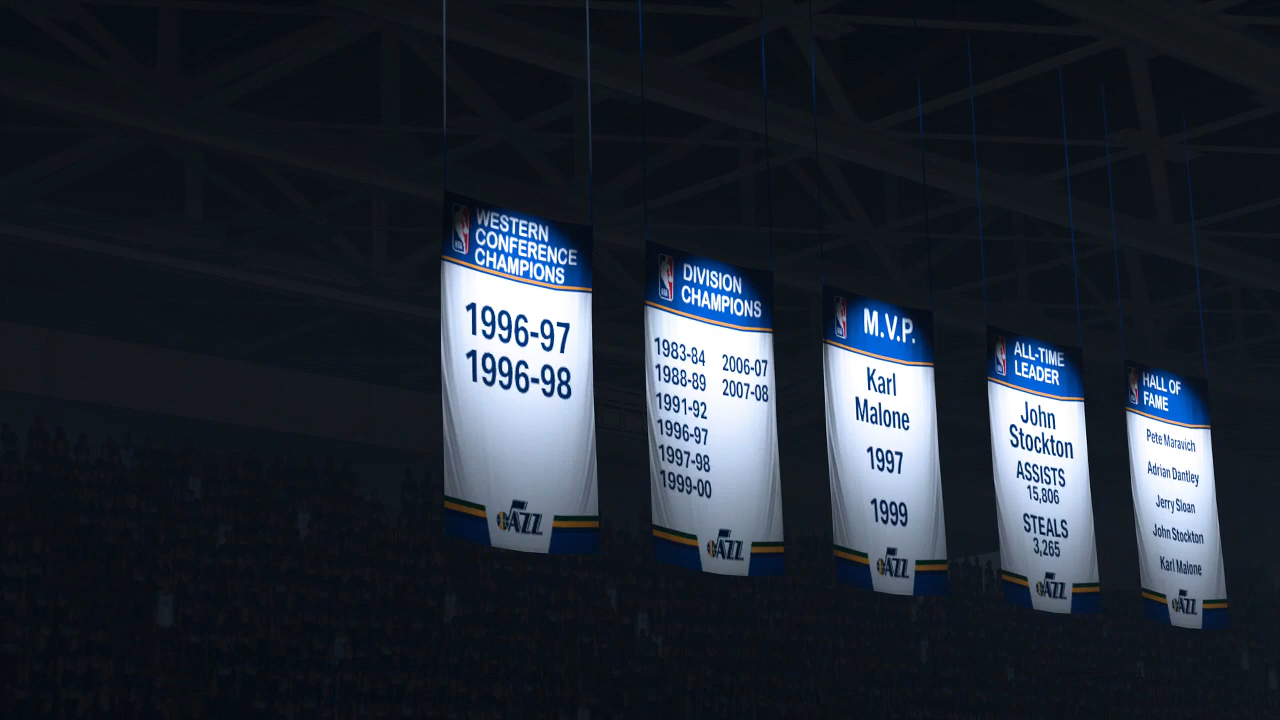 WESTERN
CONFERENCE
CHAMPIONS
1996-97
1996-98
JAZZ
DIVISION
CHAMPIONS
1983-84 2006-07
1988-89 2007-08
1991-92
1996-97
1997-98
1999-00
JAZZ
M.V.P.
Karl
Malone
1997
1999
JAZZ
ALL-TIME
LEADER
John
Stockton
ASSISTS
15,806
STEALS
3,265
JAZZ
HALL OF
FAME
Pete Maravich
Adrian Dantley
Jerry Sloan
John Stockton
Karl Malone
JAZZ